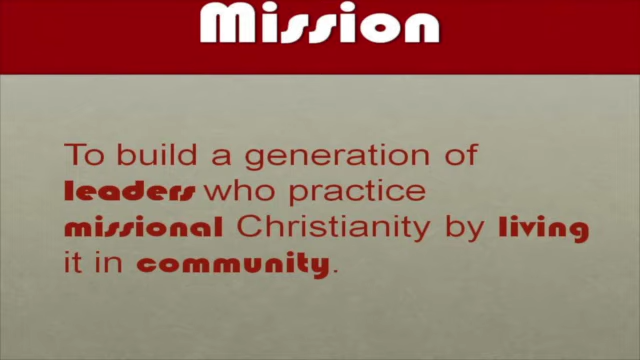 Mission
To build a generation of
leaders who practice
missional Christianity by living
it in community.